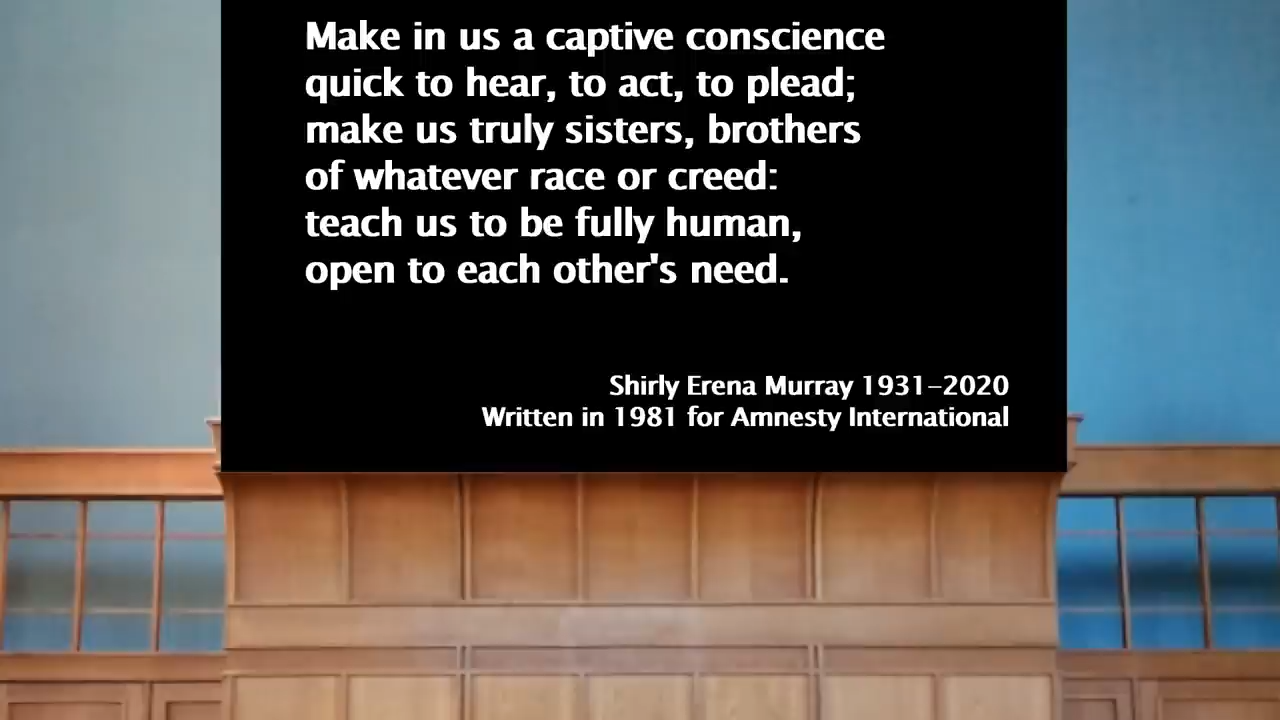 Make in us a captive conscience
quick to hear, to act, to plead;
make us truly sisters, brothers
of whatever race or creed:
teach us to be fully human,
open to each other's need.
Shirly Erena Murray 1931–2020
Written in 1981 for Amnesty International